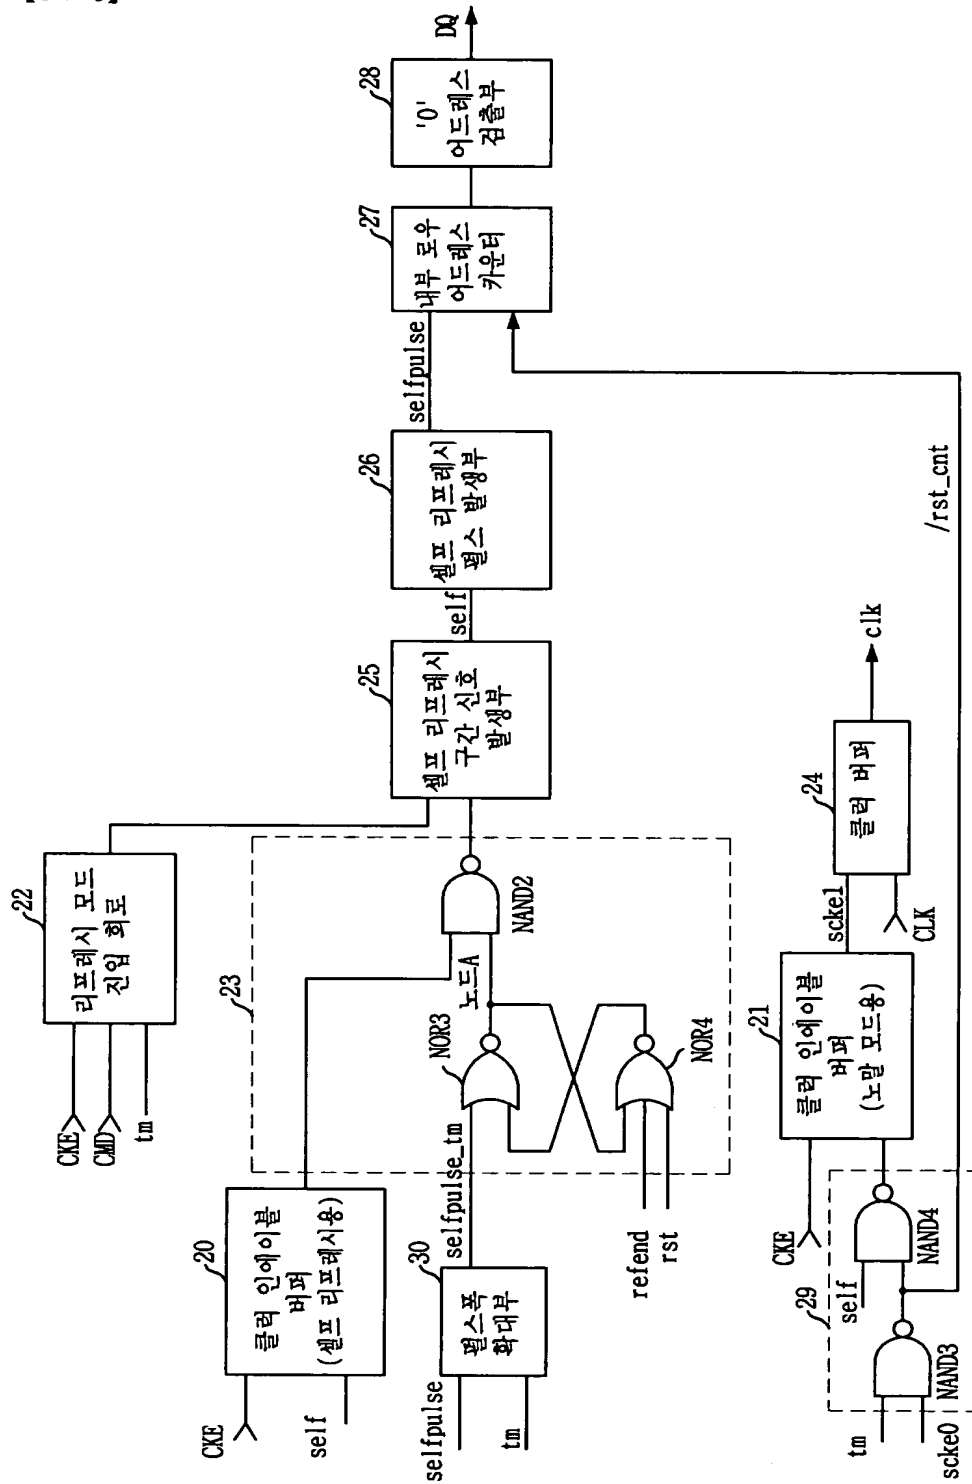 CKE
CMD
tm
22
리프레시 모드
진입 회로
CKE
self
20
클럭 인에이블
버퍼
(셀프 리프레시용)
selfpulse
tm
30
펄스폭
확대부
selfpulse_tm
23
NOR3
노드A
NAND2
refend
rst
NOR4
25
셀프 리프레시
구간 신호
발생부
self
26
셀프 리프레시
펄스 발생부
selfpulse
27
내부 로우
어드레스
카운터
28
'0'
어드레스
검출부
DQ
tm
scke0
29
self
NAND3
NAND4
CKE
21
클럭 인에이블
버퍼
(노말 모드용)
scke1
CLK
24
클럭 버퍼
clk
/rst_cnt